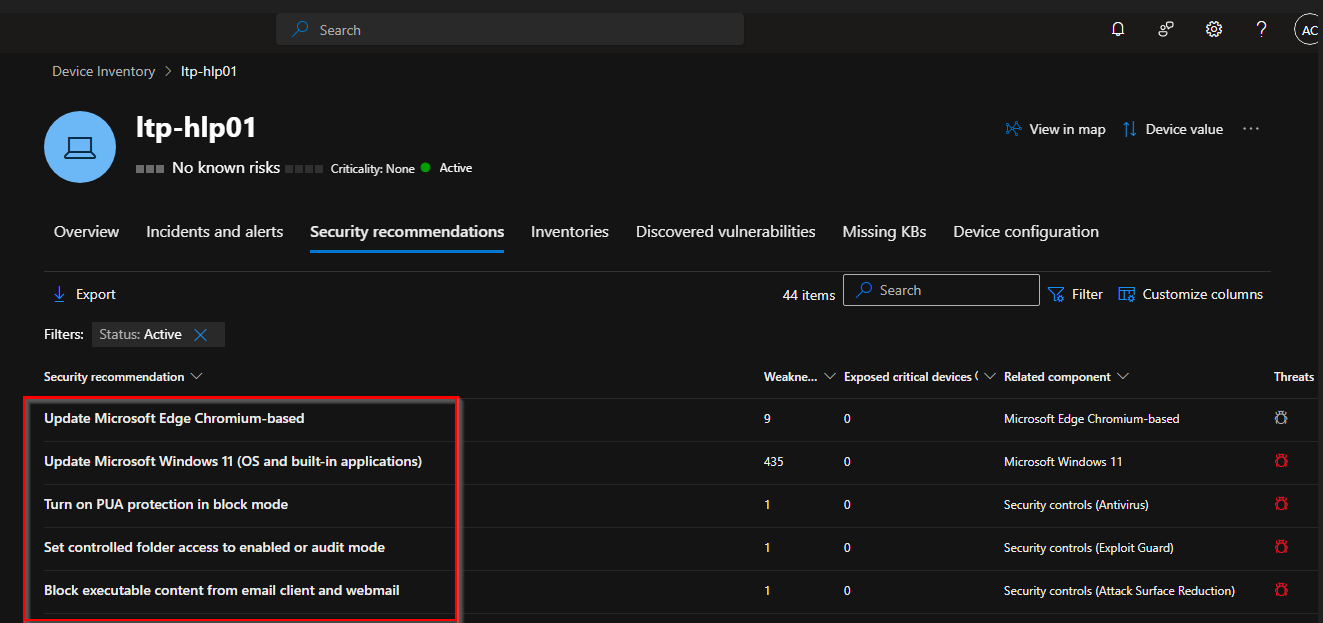 Search
AC
Device Inventory > ltp-hlp01
ltp-hlp01
View in map Device value ...
No known risks Criticality: None Active
Overview Incidents and alerts Security recommendations Inventories Discovered vulnerabilities Missing KBs Device configuration
Export 44 items Search Filter Customize columns
Filters: Status: Active
Security recommendation Weakne... Exposed critical devices ( Related component Threats
Update Microsoft Edge Chromium-based 9 0 Microsoft Edge Chromium-based
Update Microsoft Windows 11 (OS and built-in applications) 435 0 Microsoft Windows 11
Turn on PUA protection in block mode 1 0 Security controls (Antivirus)
Set controlled folder access to enabled or audit mode 1 0 Security controls (Exploit Guard)
Block executable content from email client and webmail 1 0 Security controls (Attack Surface Reduction)